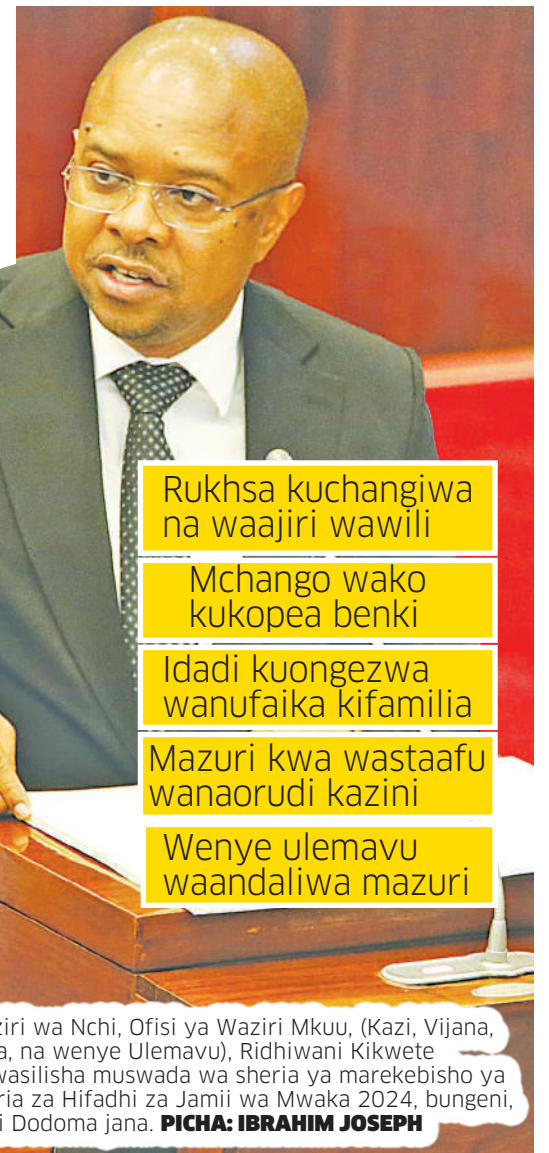 Rukhsa kuchangiwa
na waajiri wawili
Mchango wako
kukopea benki
Idadi kuongezwa
wanufaika kifamilia
Mazuri kwa wastaafu
wanaorudi kazini
Wenye ulemavu
waandaliwa mazuri
wa Nchi, Ofisi ya Waziri Mkuu, (Kazi, Vijana,
na wenye Ulemavu), Ridhiwani Kikwete
muswada wa sheria ya marekebisho ya
za Hifadhi za Jamii wa Mwaka 2024, bungeni,
Dodoma jana. PICHA: IBRAHIM JOSEPH